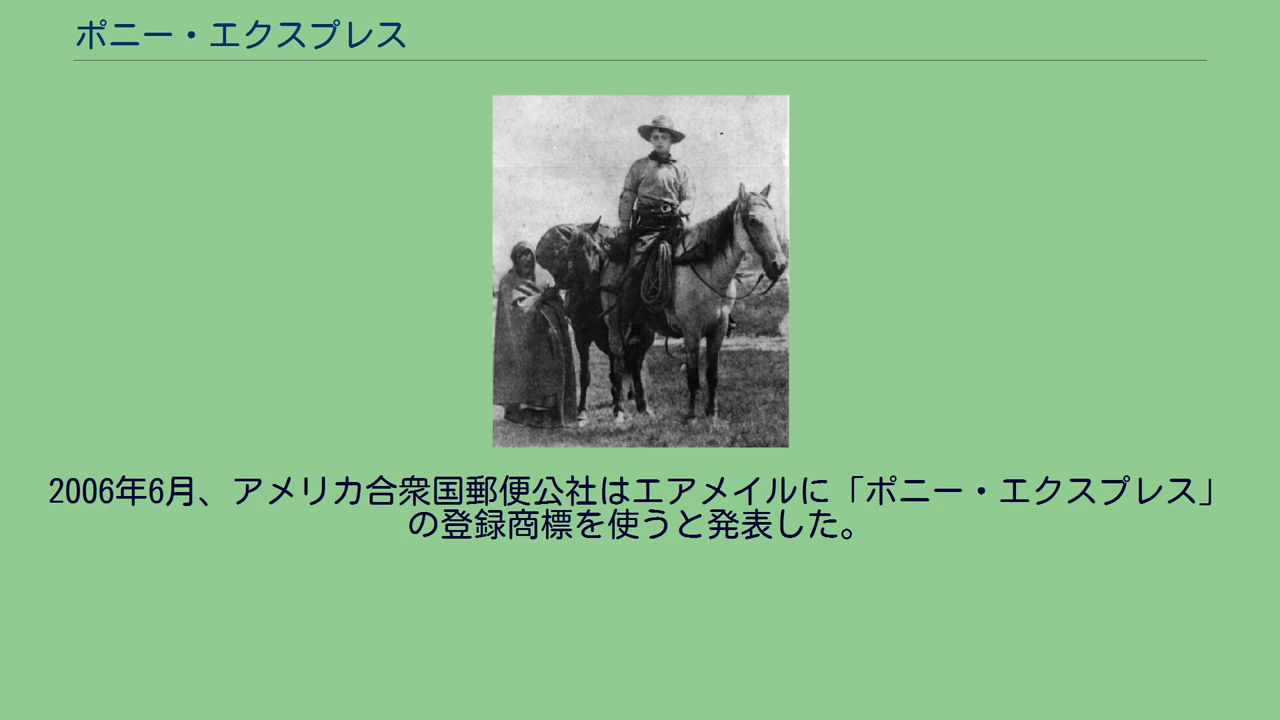 ポニー・エクスプレス
2006年6月、アメリカ合衆国郵便公社はエアメイルに「ポニー・エクスプレス」
の登録商標を使うと発表した。